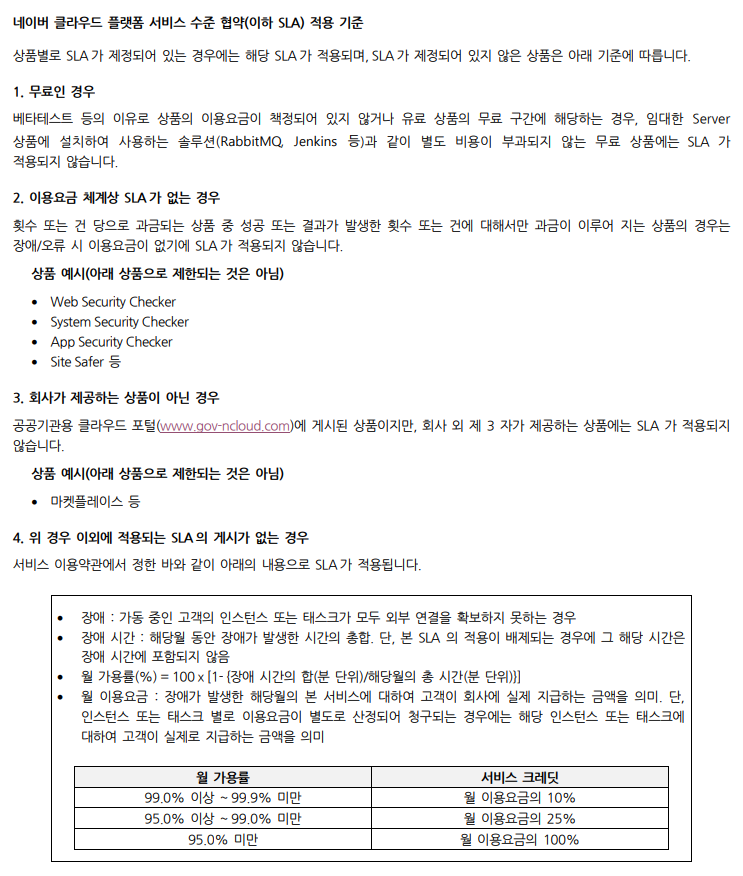 네이버 클라우드 플랫폼 서비스 수준 협약(이하 SLA) 적용 기준
상품별로 SLA가 제정되어 있는 경우에는 해당 SLA가 적용되며, SLA가 제정되어 있지 않은 상품은 아래 기준에 따릅니다.
1. 무료인 경우
베타테스트 등의 이유로 상품의 이용요금이 책정되어 있지 않거나 유료 상품의 무료 구간에 해당하는 경우, 임대한 Server
상품에 설치하여 사용하는 솔루션(RabbitMQ, Jenkins 등)과 같이 별도 비용이 부과되지 않는 무료 상품에는 SLA 가
적용되지 않습니다.
2. 이용요금 체계상 SLA가 없는 경우
횟수 또는 건 당으로 과금되는 상품 중 성공 또는 결과가 발생한 횟수 또는 건에 대해서만 과금이 이루어 지는 상품의 경우는
장애/오류 시 이용요금이 없기에 SLA가 적용되지 않습니다.
상품 예시(아래 상품으로 제한되는 것은 아님)
• Web Security Checker
• System Security Checker
• App Security Checker
• Site Safer 등
3. 회사가 제공하는 상품이 아닌 경우
공공기관용 클라우드 포털(www.gov-ncloud.com)에 게시된 상품이지만, 회사 외 제 3 자가 제공하는 상품에는 SLA 가 적용되지
않습니다.
상품 예시(아래 상품으로 제한되는 것은 아님)
• 마켓플레이스 등
4. 위 경우 이외에 적용되는 SLA의 게시가 없는 경우
서비스 이용약관에서 정한 바와 같이 아래의 내용으로 SLA가 적용됩니다.
• 장애 : 가동 중인 고객의 인스턴스 또는 태스크가 모두 외부 연결을 확보하지 못하는 경우
• 장애 시간 : 해당월 동안 장애가 발생한 시간의 총합. 단, 본 SLA 의 적용이 배제되는 경우에 그 해당 시간은
장애 시간에 포함되지 않음
• 월 가용률(%) = 100 x [1- {장애 시간의 합(분 단위)/해당월의 총 시간(분 단위)}]
• 월 이용요금 : 장애가 발생한 해당월의 본 서비스에 대하여 고객이 회사에 실제 지급하는 금액을 의미. 단,
인스턴스 또는 태스크 별로 이용요금이 별도로 산정되어 청구되는 경우에는 해당 인스턴스 또는 태스크에
대하여 고객이 실제로 지급하는 금액을 의미
월 가용률 서비스 크레딧
99.0% 이상 ~ 99.9% 미만 월 이용요금의 10%
95.0% 이상 ~ 99.0% 미만 월 이용요금의 25%
95.0% 미만 월 이용요금의 100%